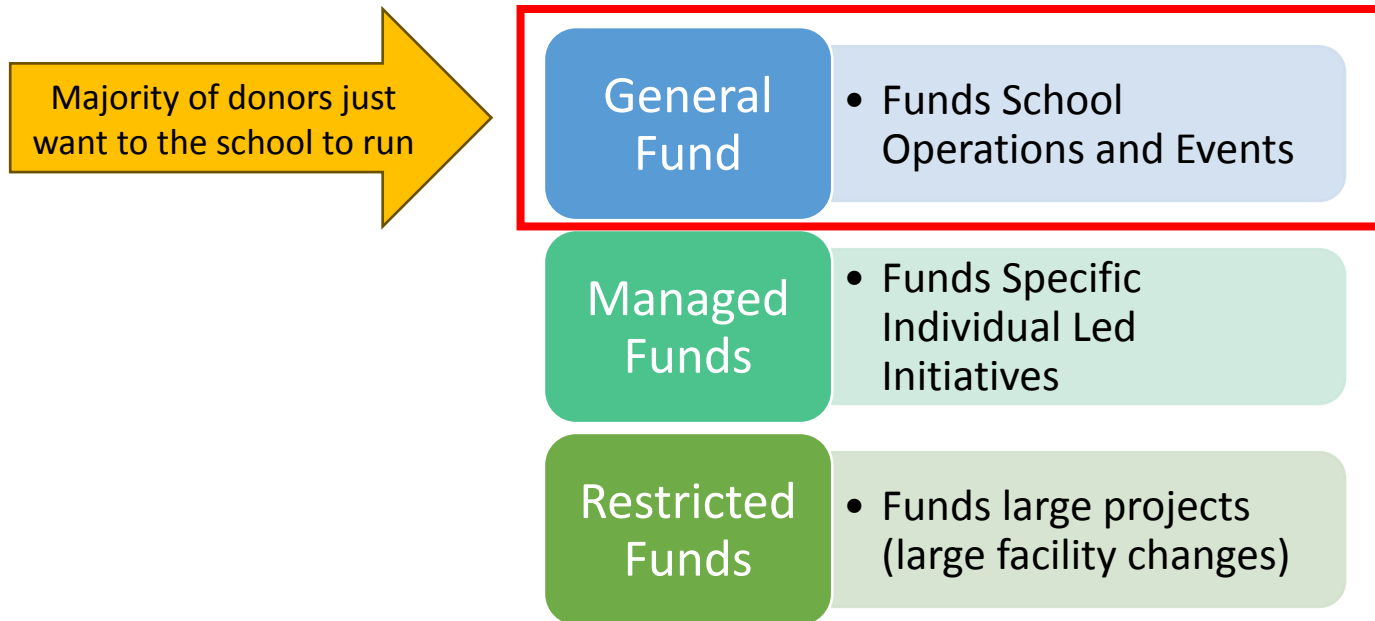 Majority of donors just
want to the school to run
General
Fund
• Funds School
Operations and Events
Managed
Funds
• Funds Specific
Individual Led
Initiatives
Restricted
Funds
• Funds large projects
(large facility changes)